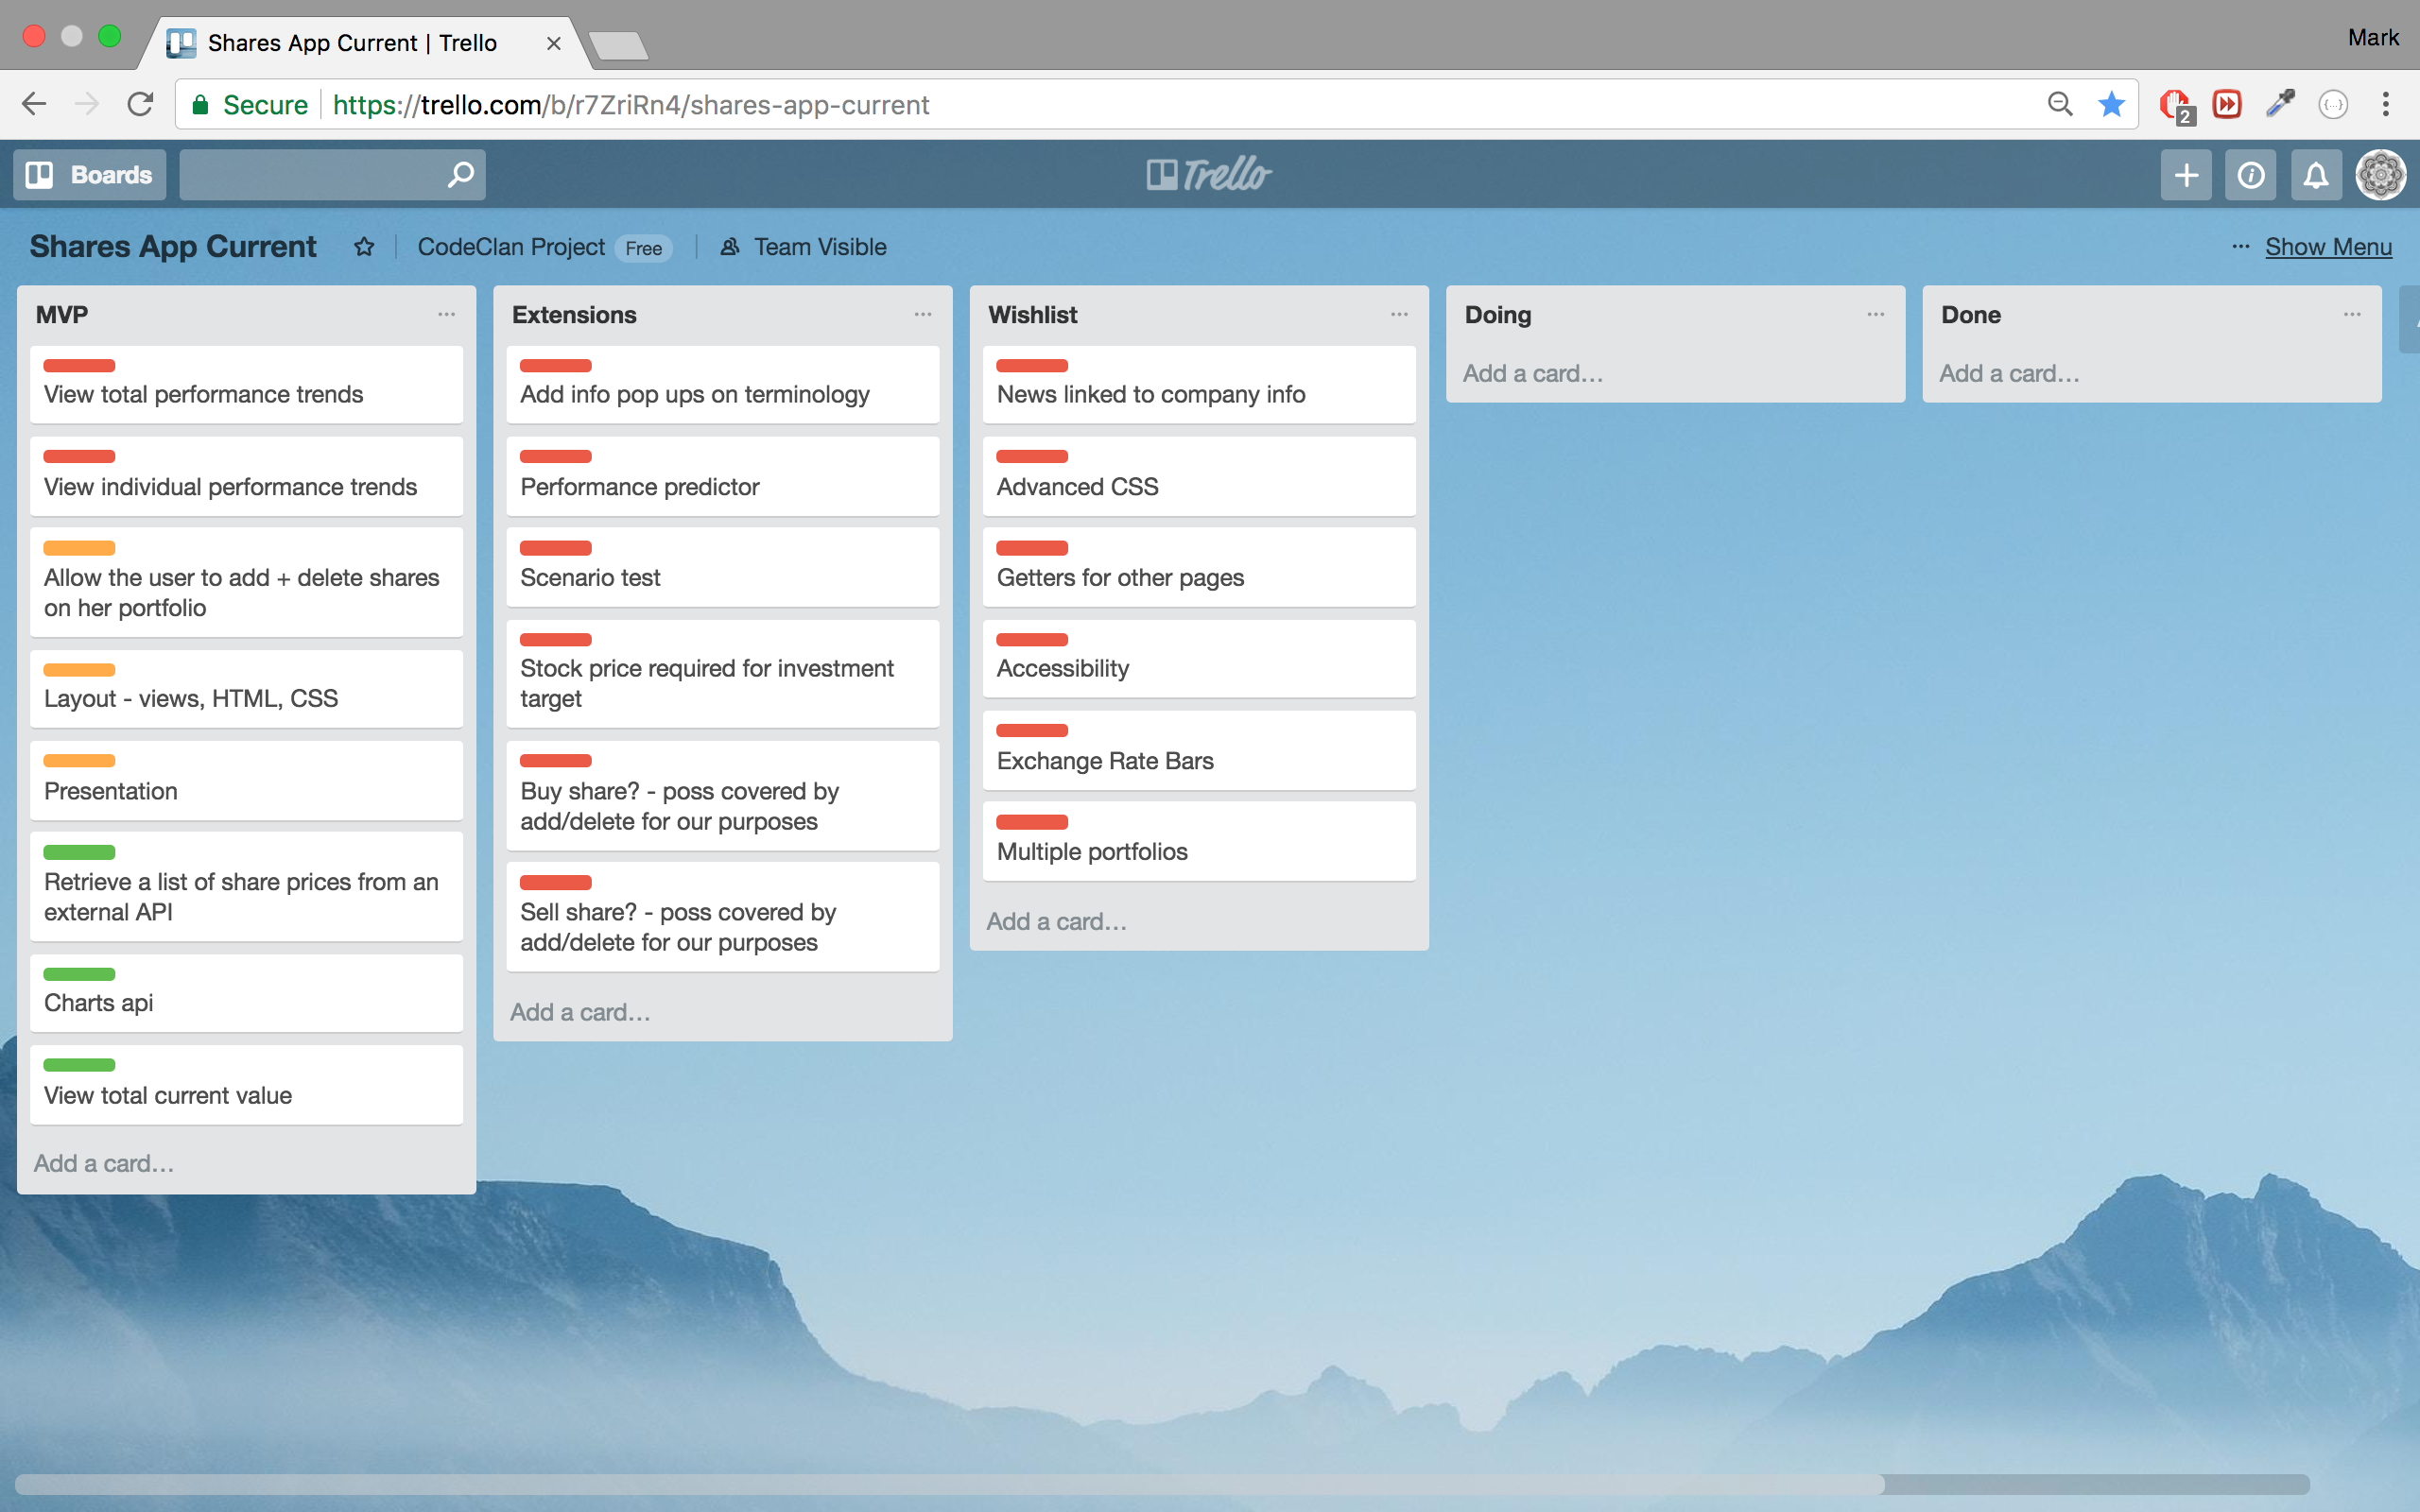 Shares App Current | Trello
Mark
Secure https://trello.com/b/r7ZriRn4/shares-app-current
2
Boards
Trello
Shares App Current
CodeClan Project Free
Team Visible
... Show Menu
MVP
View total performance trends
View individual performance trends
Allow the user to add + delete shares
on her portfolio
Layout - views, HTML, CSS
Presentation
Retrieve a list of share prices from an
external API
Charts api
View total current value
Add a card…
Extensions
Add info pop ups on terminology
Performance predictor
Scenario test
Stock price required for investment
target
Buy share? - poss covered by
add/delete for our purposes
Sell share? - poss covered by
add/delete for our purposes
Add a card…
Wishlist
News linked to company info
Advanced CSS
Getters for other pages
Accessibility
Exchange Rate Bars
Multiple portfolios
Add a card…
Doing
Add a card…
Done
Add a card…